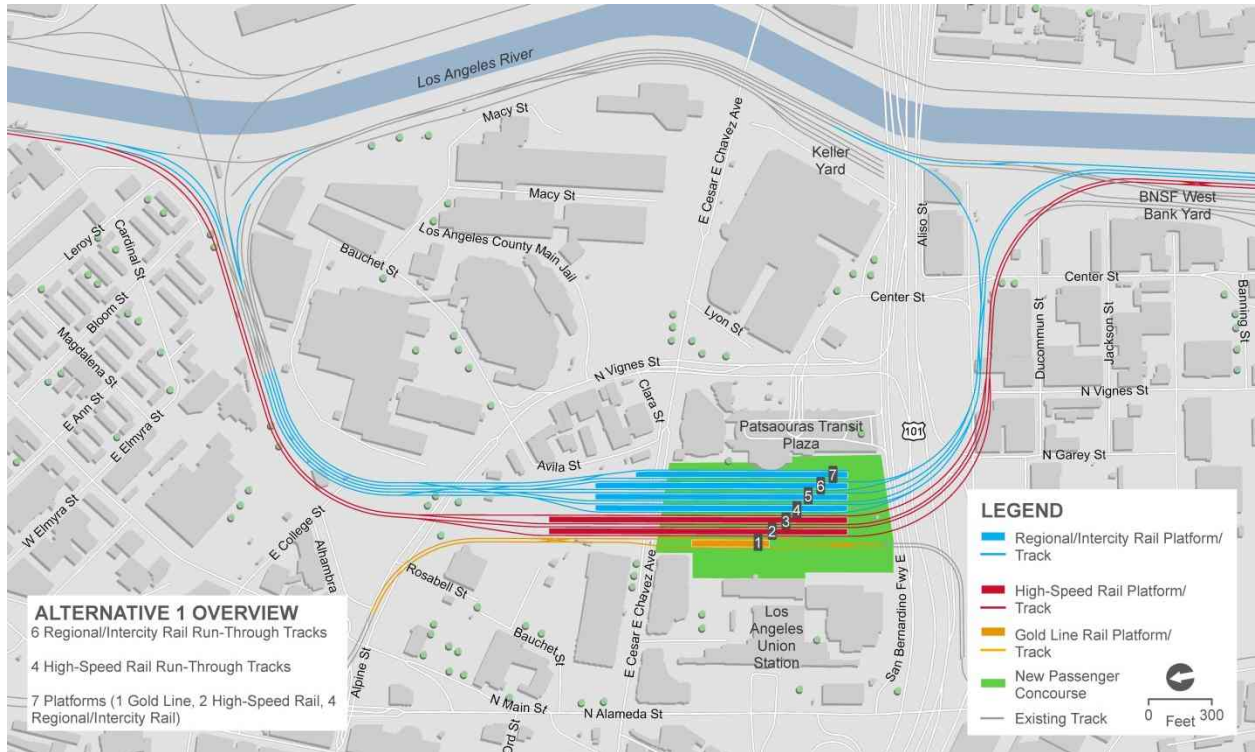 Los Angeles River
Macy St
E Cesar E Chavez Ave
Keller
Yard
Aliso St
BNSF West
Bank Yard
Macy St
Leroy St
Cardinal St
Bloom St
Magdalena St
E Ann St
E Elmyra St
W Elmyra St
Bauchet St
Los Angeles County Main Jail
Lyon St
Center St
Center St
Ducommun St
Jackson St
Banning St
N Vignes St
N Vignes St
Clara St
Avila St
Patsaouras Transit
Plaza
101
N Garey St
7
6
5
4
3
2
1
E College St
Alhambra
Rosabell St
Bauchet St
E Cesar E Chavez Ave
Los
Angeles
Union
Station
San Bernardino Fwy E
Alpine St
N Main St
Ord St
N Alameda St
ALTERNATIVE 1 OVERVIEW
6 Regional/Intercity Rail Run-Through Tracks
4 High-Speed Rail Run-Through Tracks
7 Platforms (1 Gold Line, 2 High-Speed Rail, 4
Regional/Intercity Rail)
LEGEND
Regional/Intercity Rail Platform/
Track
High-Speed Rail Platform/
Track
Gold Line Rail Platform/
Track
New Passenger
Concourse
Existing Track
0 300
Feet